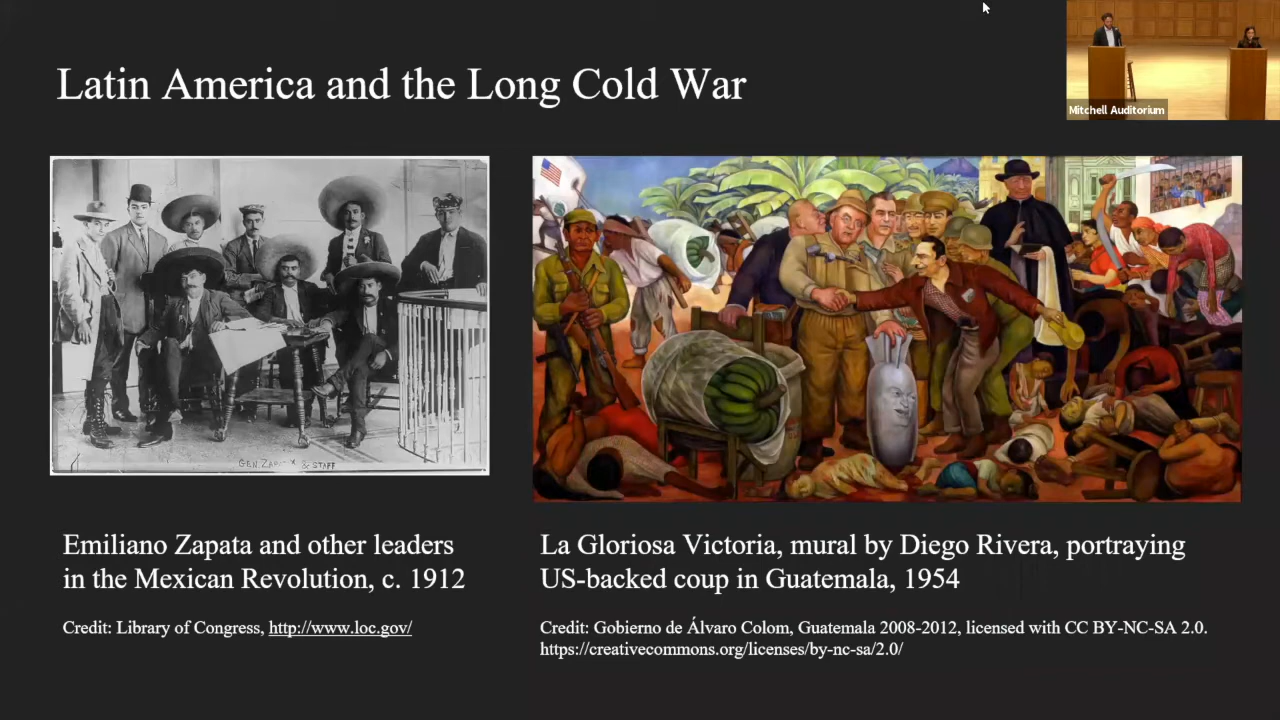 Latin America and the Long Cold War
Mitchell Auditorium
GEN. ZAPATA & STAFF
Emiliano Zapata and other leaders
in the Mexican Revolution, c. 1912
Credit: Library of Congress, http://www.loc.gov/
La Gloriosa Victoria, mural by Diego Rivera, portraying
US-backed coup in Guatemala, 1954
Credit: Gobierno de Álvaro Colom, Guatemala 2008-2012, licensed with CC BY-NC-SA 2.0.
https://creativecommons.org/licenses/by-nc-sa/2.0/